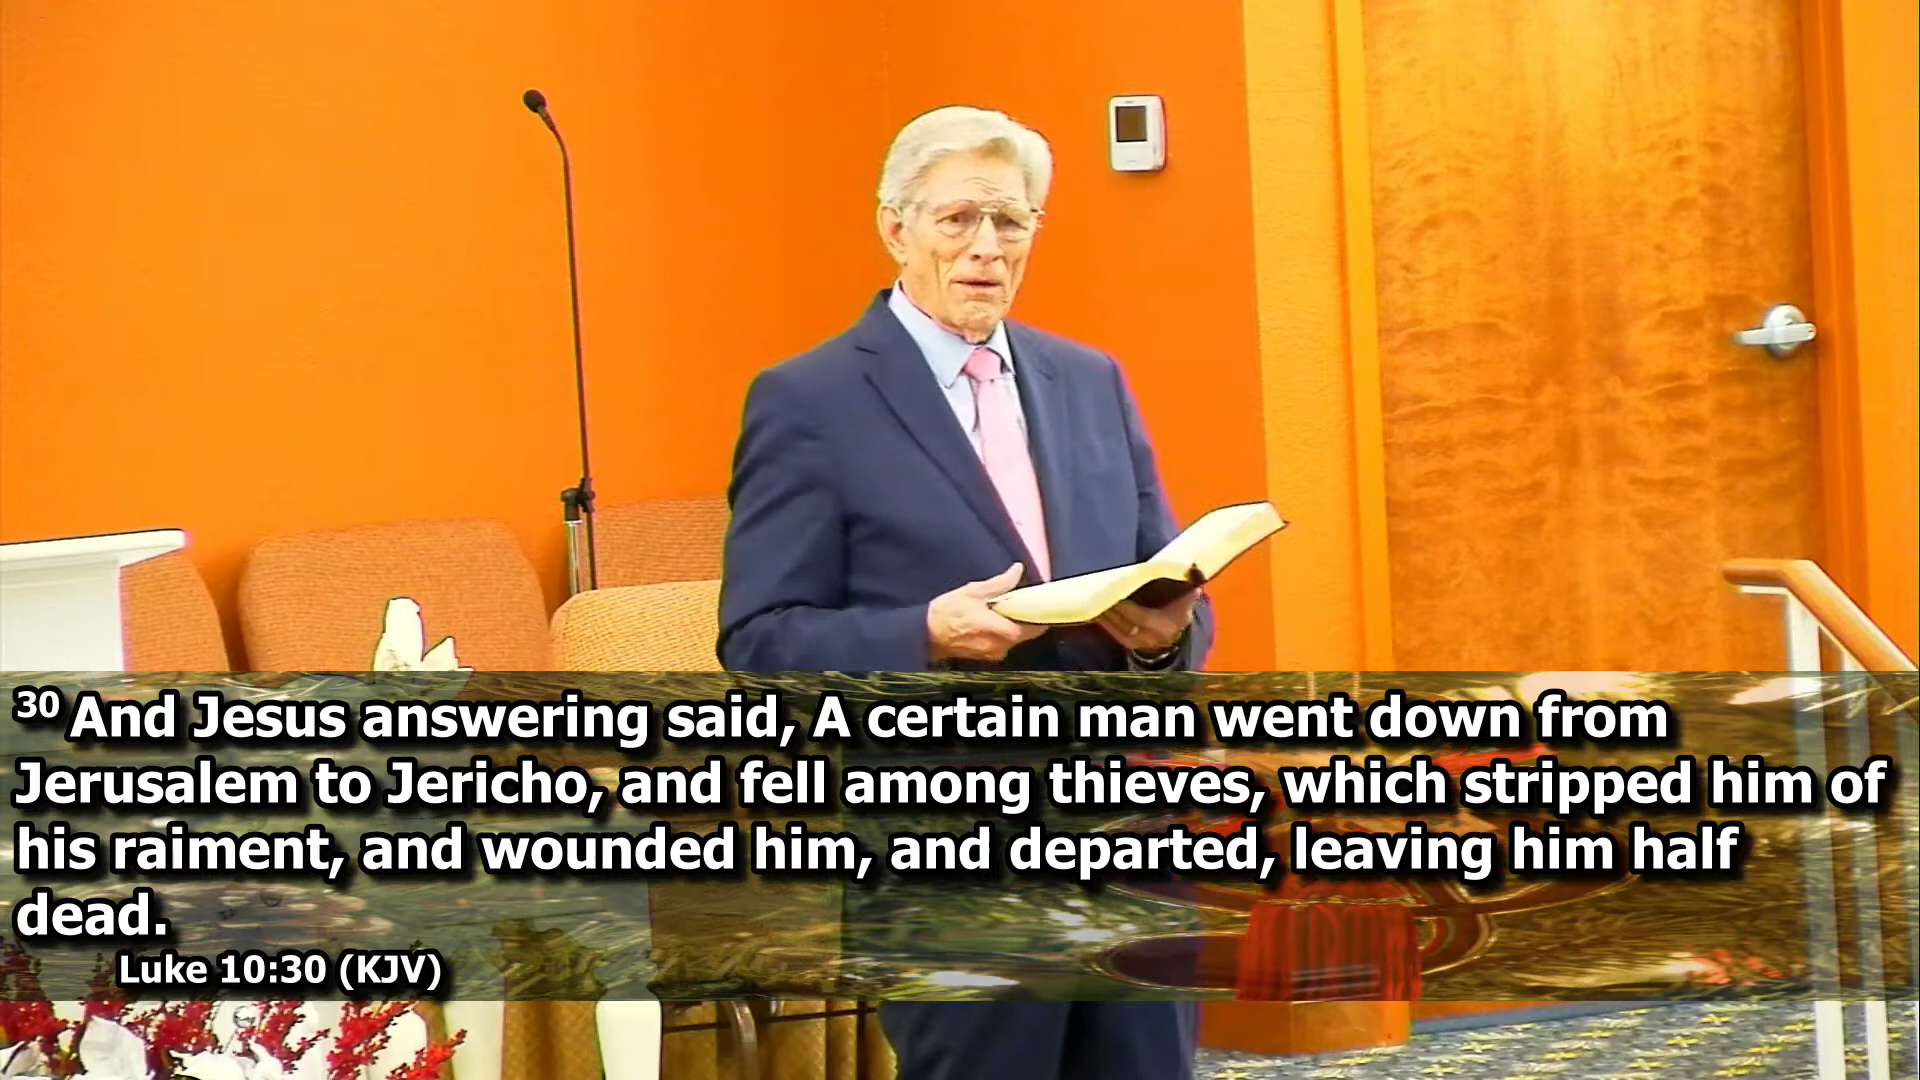 30 And Jesus answering said, A certain man went down from
Jerusalem to Jericho, and fell among thieves, which stripped him of
his raiment, and wounded him, and departed, leaving him half
dead.
Luke 10:30 (KJV)